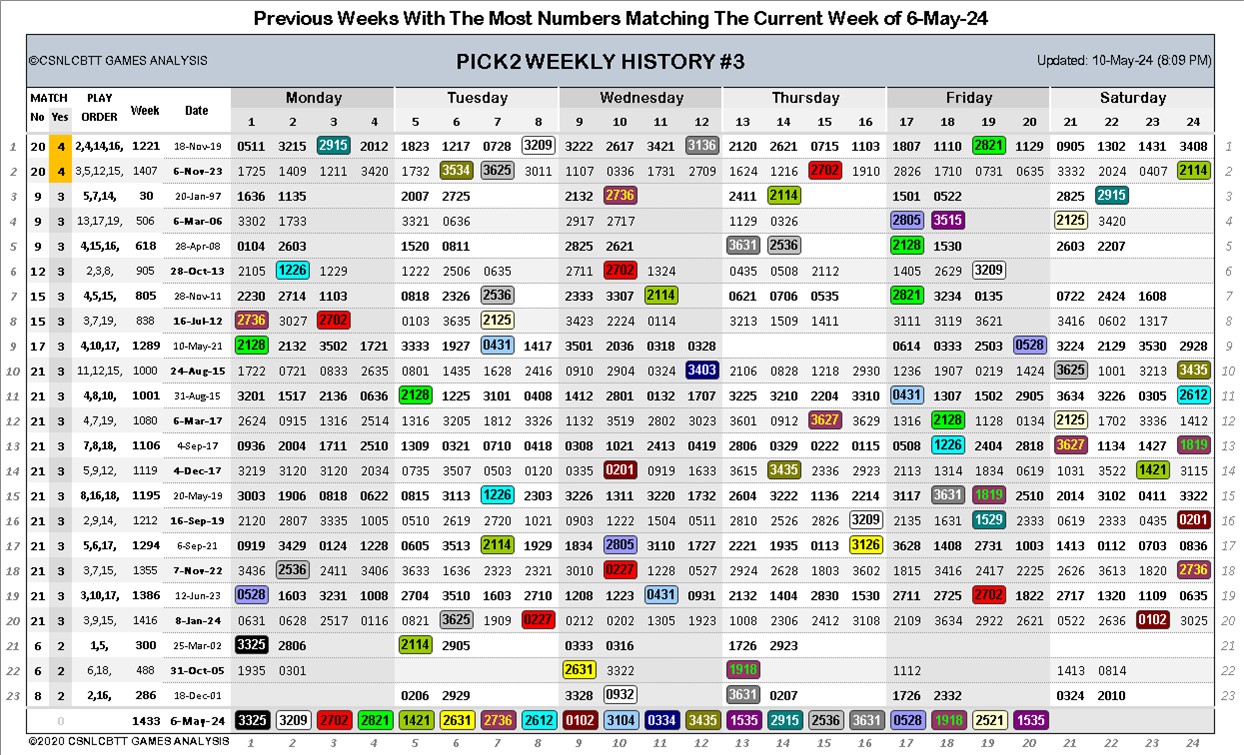 Previous Weeks With The Most Numbers Matching The Current Week of 6-May-24
©CSNLCBTT GAMES ANALYSIS PICK2 WEEKLY HISTORY #3 Updated: 10-May-24 (8:09 PM)
MATCH PLAY Week Date Monday Tuesday Wednesday Thursday Friday Saturday
No Yes ORDER 1 2 3 4 5 6 7 8 9 10 11 12 13 14 15 16 17 18 19 20 21 22 23 24
1 20 4 2,4,14,16, 1221 18-Nov-19 0511 3215 2915 2012 1823 1217 0728 3209 3222 2617 3421 3136 2120 2621 0715 1103 1807 1110 2821 1129 0905 1302 1431 3408 1
2 20 4 3,5,12,15, 1407 6-Nov-23 1725 1409 1211 3420 1732 3534 3625 3011 1107 0336 1731 2709 1624 1216 2702 1910 2826 1710 0731 0635 3332 2024 0407 2114 2
3 9 3 5,7,14, 30 20-Jan-97 1636 1135 2007 2725 2132 2736 2411 2114 1501 0522 2825 2915 3
4 9 3 13,17,19, 506 6-Mar-06 3302 1733 3321 0636 2917 2717 1129 0326 2805 3515 2125 3420 4
5 9 3 4,15,16, 618 28-Apr-08 0104 2603 1520 0811 2825 2621 3631 2536 2128 1530 2603 2207 5
6 12 3 2,3,8, 905 28-Oct-13 2105 1226 1229 1222 2506 0635 2711 2702 1324 0435 0508 2112 1405 2629 3209 6
7 15 3 4,5,15, 805 28-Nov-11 2230 2714 1103 0818 2326 2536 2333 3307 2114 0621 0706 0535 2821 3234 0135 0722 2424 1608 7
8 15 3 3,7,19, 838 16-Jul-12 2736 3027 2702 0103 3635 2125 3423 2224 0114 3213 1509 1411 3111 3119 3621 3416 0602 1317 8
9 17 3 4,10,17, 1289 10-May-21 2128 2132 3502 1721 3333 1927 0431 1417 3501 2036 0318 0328 0614 0333 2503 0528 3224 2129 3530 2928 9
10 21 3 11,12,15, 1000 24-Aug-15 1722 0721 0833 2635 0801 1435 1628 2416 0910 2904 0324 3403 2106 0828 1218 2930 1236 1907 0219 1424 3625 1001 3213 3435 10
11 21 3 4,8,10, 1001 31-Aug-15 3201 1517 2136 0636 2128 1225 3101 0408 1412 2801 0132 1707 3225 3210 2204 3310 0431 1307 1502 2905 3634 3226 0305 2612 11
12 21 3 4,7,19, 1080 6-Mar-17 2624 0915 1316 2514 1316 3205 1812 3326 1132 3519 2802 3023 3601 0912 3627 3629 1318 2128 1128 0134 2125 1702 3336 1412 12
13 21 3 7,8,18, 1106 4-Sep-17 0936 2004 1711 2510 1309 0321 0710 0418 0308 1021 2413 0419 2806 0329 0222 0115 0508 1226 2404 2818 3627 1134 1427 1819 13
14 21 3 5,9,12, 1119 4-Dec-17 3219 3120 3120 2034 0735 3507 0503 0120 0335 0201 0919 1633 3615 3435 2336 2923 2113 1314 1834 0619 1031 3522 1421 3115 14
15 21 3 8,16,18, 1195 20-May-19 3003 1906 0818 0622 0815 3113 1226 2303 3226 1311 3220 1732 2604 3222 1136 2214 3117 3631 1819 2510 2014 3102 0411 3322 15
16 21 3 2,9,14, 1212 16-Sep-19 2120 2807 3335 1005 0510 2619 2720 1021 0903 1222 1504 0511 2810 2526 2826 3209 2135 1631 1529 2333 0619 2333 0435 0201 16
17 21 3 5,6,17, 1294 6-Sep-21 0919 3429 0124 1228 0605 3513 2114 1929 1834 2805 3110 1727 2221 1935 0113 3126 3628 1408 2731 1003 1413 0112 0703 0836 17
18 21 3 3,7,15, 1355 7-Nov-22 3436 2536 2411 3406 3633 1636 2323 2321 3010 0227 1228 0527 2924 2628 1803 3602 1815 3416 2417 2225 2626 3613 1820 2736 18
19 21 3 3,10,17, 1386 12-Jun-23 0528 1603 3231 1008 2704 3510 1603 2710 1208 1223 0431 0931 2132 1404 2830 1530 2711 2725 2702 1822 2717 1320 1109 0635 19
20 21 3 3,9,15, 1416 8-Jan-24 0631 0628 2517 0116 0821 3625 1909 0227 0212 0202 1305 1923 1008 2306 2412 3108 2109 3634 2922 2621 0522 2636 0102 3025 20
21 6 2 1,5, 300 25-Mar-02 3325 2806 2114 2905 0333 0316 1726 2923 21
22 6 2 6,18, 488 31-Oct-05 1935 0301 2631 3322 1918 1112 1413 0814 22
23 8 2 2,16, 286 18-Dec-01 0206 2929 3328 0932 3631 0207 1726 2332 0324 2010 23
0 1433 6-May-24 3325 3209 2702 2821 1421 2631 2736 2612 0102 3104 0334 3435 1535 2915 2536 3631 0528 1918 2521 1535
©2020 CSNLCBTT GAMES ANALYSIS 1 2 3 4 5 6 7 8 9 10 11 12 13 14 15 16 17 18 19 20 21 22 23 24